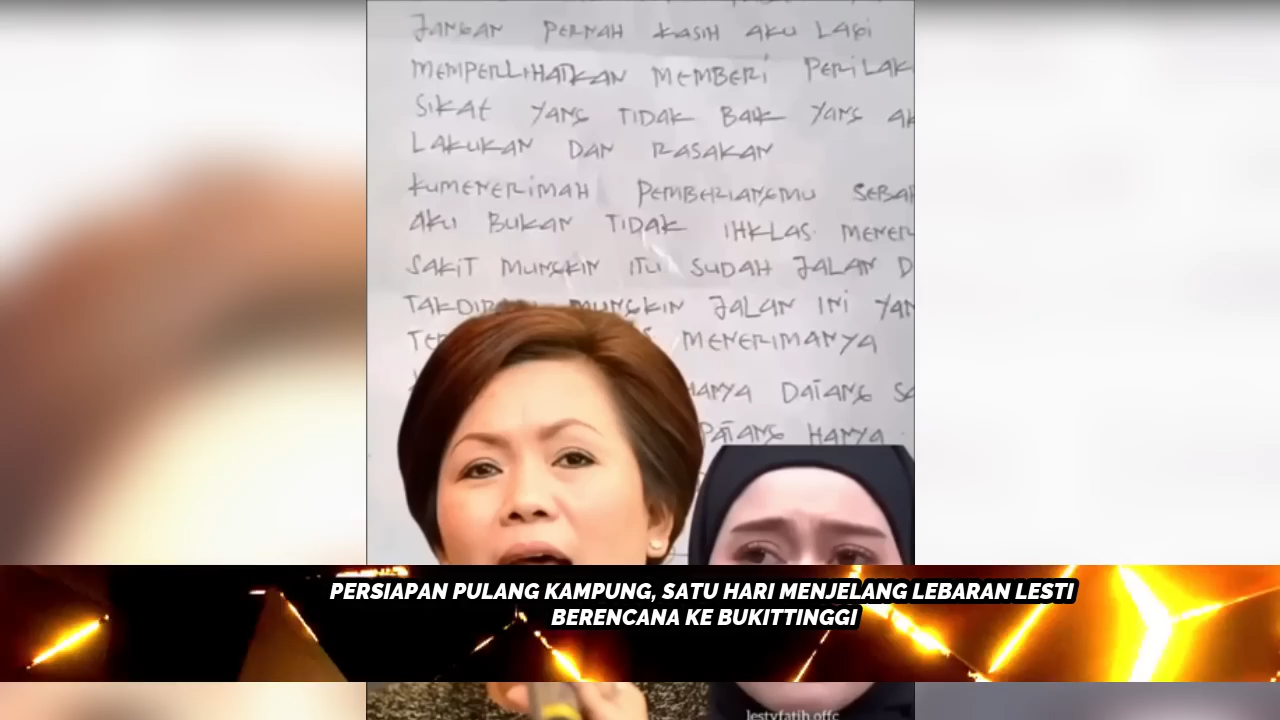 JANGAN PERNAH KASIH AKU LAGI
MEMPERLIHATKAN MEMBERI PERILAK
SIKAT YANG TIDAK BAIK YANG AK
LAKUKAN DAN RASAKAN
KUMENERIMAH PEMBERIANGMU SEBAH
AKU BUKAN TIDAK IHKLAS MENER
SAKIT MUNGKIN ITU SUDAH JALAN D
MUNGKIN JALAN INI YAN
MENERIMANYA
HANYA DATANG SA
DATANG HANYA
PERSIAPAN PULANG KAMPUNG, SATU HARI MENJELANG LEBARAN LESTI
BERENCANA KE BUKITTINGGI
lestyfatih.offc